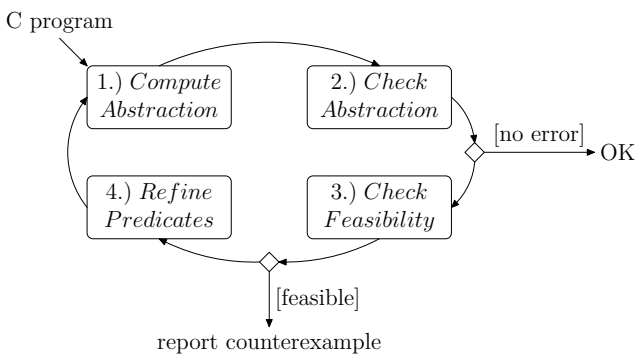 C program
1.) Compute
Abstraction
2.) Check
Abstraction
[no error]
OK
4.) Refine
Predicates
3.) Check
Feasibility
[feasible]
report counterexample